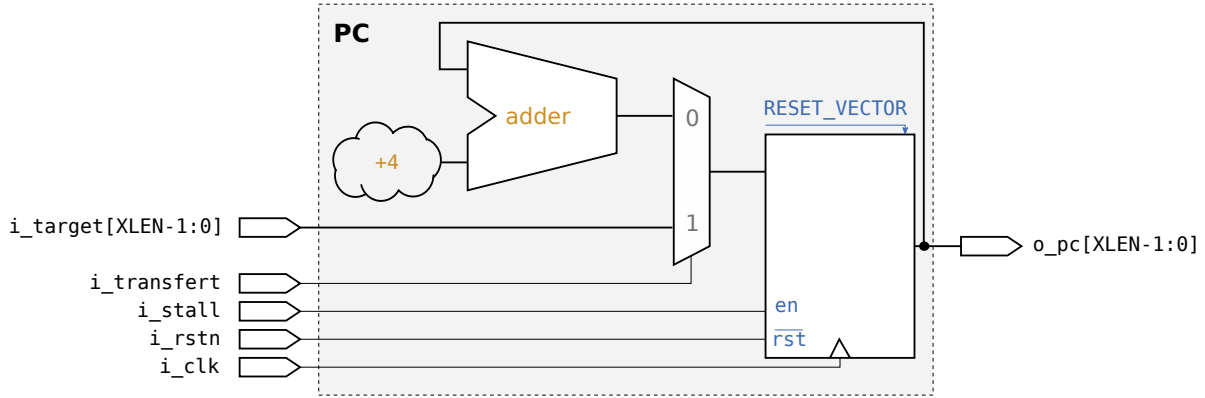 PC
RESET_VECTOR
adder
0
+4
1
i_target[XLEN-1:0]
o_pc[XLEN-1:0]
i_transfert
i_stall
en
i_rstn
rst
i_clk